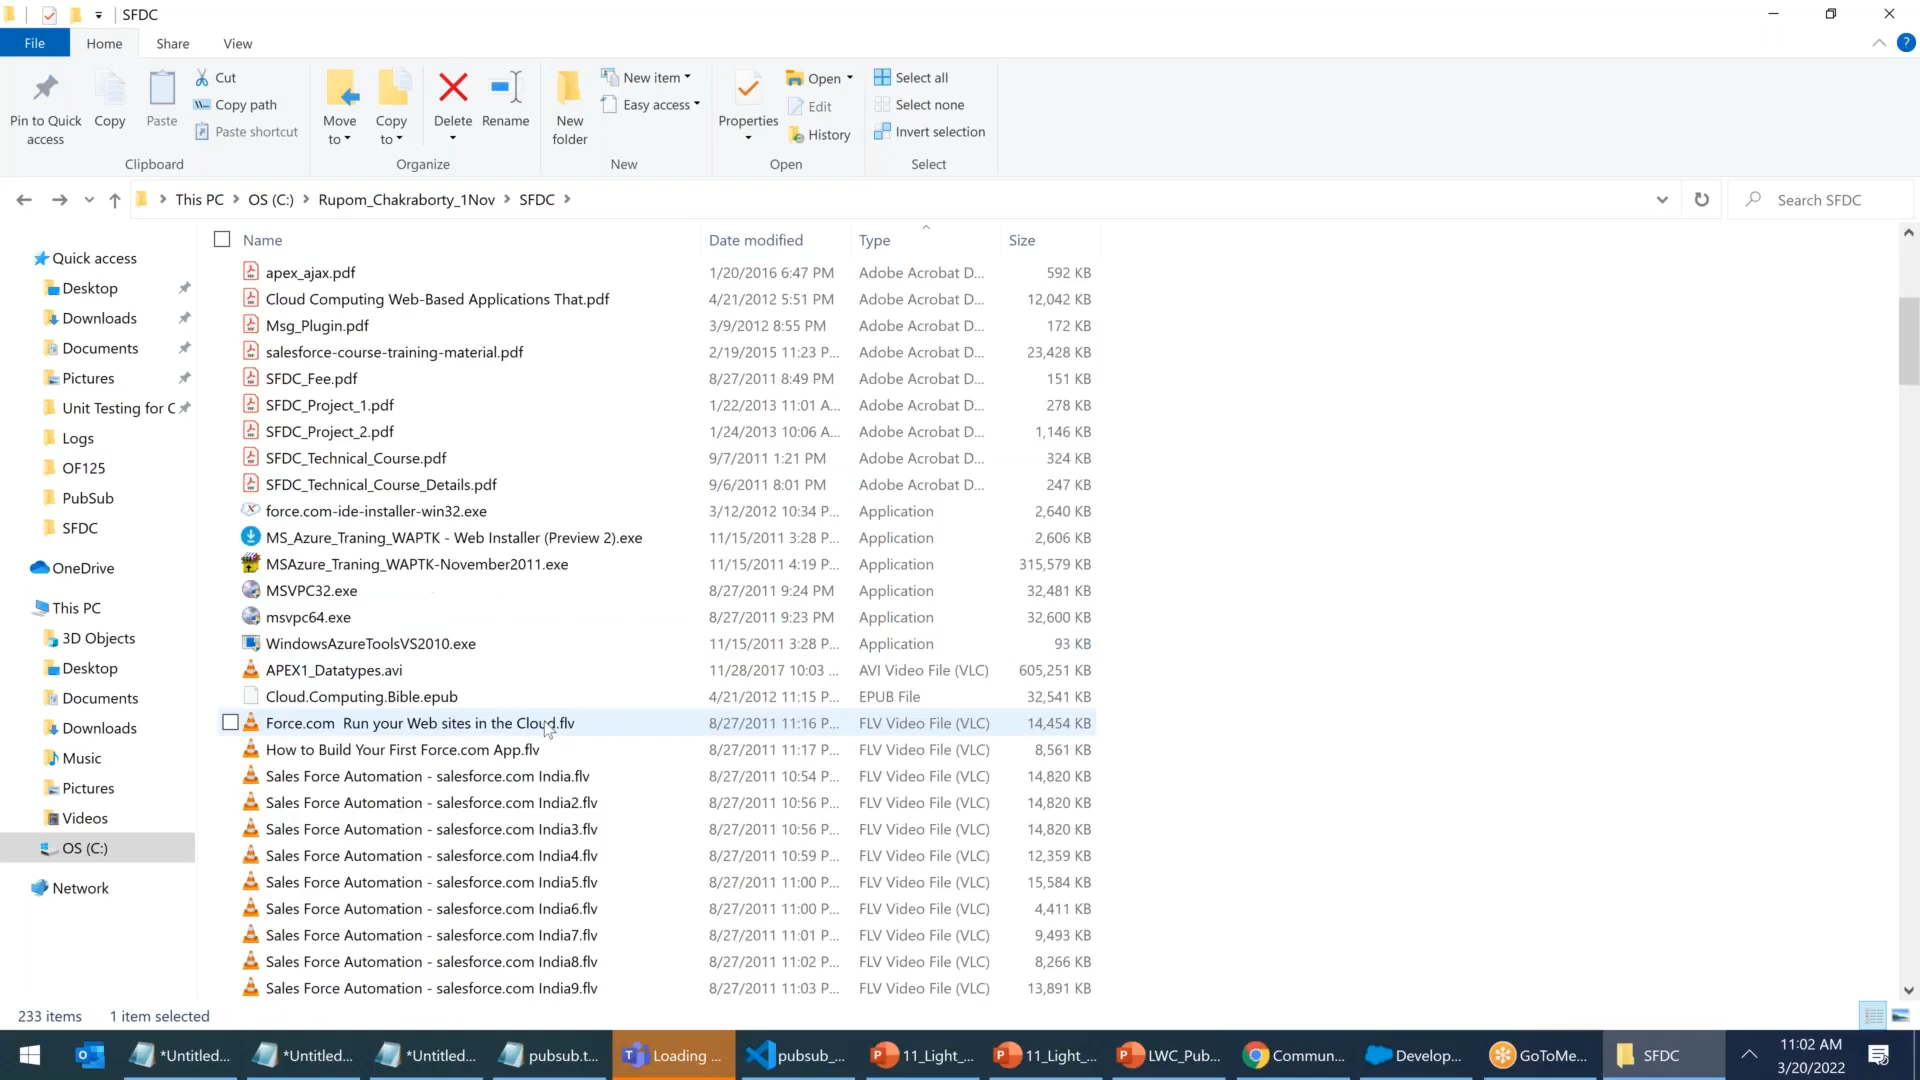 SFDC
File Home Share View
Pin to Quick access
Copy
Paste
Cut
Copy path
Paste shortcut
Clipboard
Move to
Copy to
Delete
Rename
Organize
New folder
New item
Easy access
New
Properties
Open
Edit
History
Open
Select all
Select none
Invert selection
Select
This PC > OS (C:) > Rupom_Chakraborty_1Nov > SFDC >
Search SFDC
Quick access
Desktop
Downloads
Documents
Pictures
Unit Testing for C
Logs
OF125
PubSub
SFDC
OneDrive
This PC
3D Objects
Desktop
Documents
Downloads
Music
Pictures
Videos
OS (C:)
Network
Name Date modified Type Size
apex_ajax.pdf 1/20/2016 6:47 PM Adobe Acrobat D... 592 KB
Cloud Computing Web-Based Applications That.pdf 4/21/2012 5:51 PM Adobe Acrobat D... 12,042 KB
Msg_Plugin.pdf 3/9/2012 8:55 PM Adobe Acrobat D... 172 KB
salesforce-course-training-material.pdf 2/19/2015 11:23 P... Adobe Acrobat D... 23,428 KB
SFDC_Fee.pdf 8/27/2011 8:49 PM Adobe Acrobat D... 151 KB
SFDC_Project_1.pdf 1/22/2013 11:01 A... Adobe Acrobat D... 278 KB
SFDC_Project_2.pdf 1/24/2013 10:06 A... Adobe Acrobat D... 1,146 KB
SFDC_Technical_Course.pdf 9/7/2011 1:21 PM Adobe Acrobat D... 324 KB
SFDC_Technical_Course_Details.pdf 9/6/2011 8:01 PM Adobe Acrobat D... 247 KB
force.com-ide-installer-win32.exe 3/12/2012 10:34 P... Application 2,640 KB
MS_Azure_Traning_WAPTK - Web Installer (Preview 2).exe 11/15/2011 3:28 P... Application 2,606 KB
MSAzure_Traning_WAPTK-November2011.exe 11/15/2011 4:19 P... Application 315,579 KB
MSVPC32.exe 8/27/2011 9:24 PM Application 32,481 KB
msvpc64.exe 8/27/2011 9:23 PM Application 32,600 KB
WindowsAzureToolsVS2010.exe 11/15/2011 3:28 P... Application 93 KB
APEX1_Datatypes.avi 11/28/2017 10:03 ... AVI Video File (VLC) 605,251 KB
Cloud.Computing.Bible.epub 4/21/2012 11:15 P... EPUB File 32,541 KB
Force.com  Run your Web sites in the Cloud.flv 8/27/2011 11:16 P... FLV Video File (VLC) 14,454 KB
How to Build Your First Force.com App.flv 8/27/2011 11:17 P... FLV Video File (VLC) 8,561 KB
Sales Force Automation - salesforce.com India.flv 8/27/2011 10:54 P... FLV Video File (VLC) 14,820 KB
Sales Force Automation - salesforce.com India2.flv 8/27/2011 10:56 P... FLV Video File (VLC) 14,820 KB
Sales Force Automation - salesforce.com India3.flv 8/27/2011 10:56 P... FLV Video File (VLC) 14,820 KB
Sales Force Automation - salesforce.com India4.flv 8/27/2011 10:59 P... FLV Video File (VLC) 12,359 KB
Sales Force Automation - salesforce.com India5.flv 8/27/2011 11:00 P... FLV Video File (VLC) 15,584 KB
Sales Force Automation - salesforce.com India6.flv 8/27/2011 11:00 P... FLV Video File (VLC) 4,411 KB
Sales Force Automation - salesforce.com India7.flv 8/27/2011 11:01 P... FLV Video File (VLC) 9,493 KB
Sales Force Automation - salesforce.com India8.flv 8/27/2011 11:02 P... FLV Video File (VLC) 8,266 KB
Sales Force Automation - salesforce.com India9.flv 8/27/2011 11:03 P... FLV Video File (VLC) 13,891 KB
233 items 1 item selected
*Untitled... *Untitled... *Untitled... pubsub.t... Loading ... pubsub_... 11_Light_... 11_Light_... LWC_Pub... Commun... Develop... GoToMe... SFDC
11:02 AM
3/20/2022